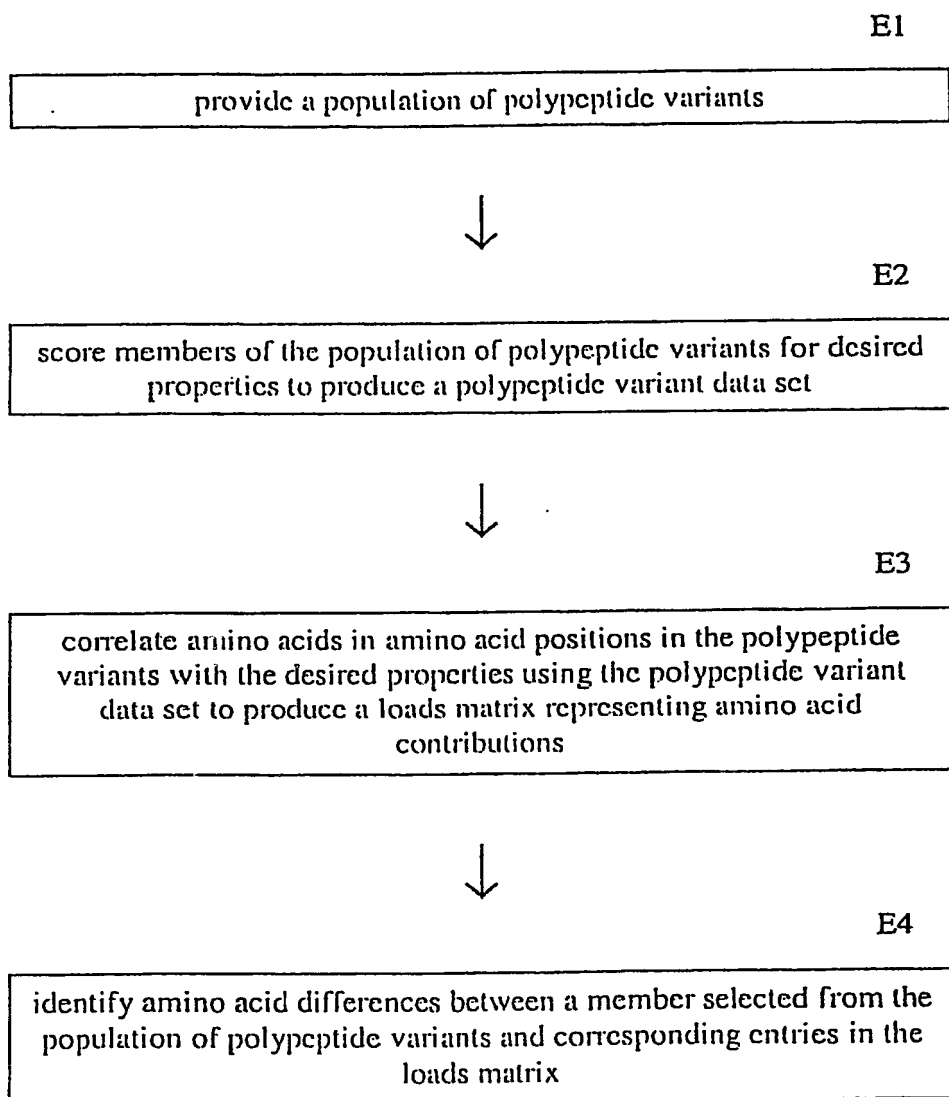 E1
provide a population of polypeptide variants
E2
score members of the population of polypeptide variants for desired
properties to produce a polypeptide variant data set
E3
correlate amino acids in amino acid positions in the polypeptide
variants with the desired properties using the polypeptide variant
data set to produce a loads matrix representing amino acid
contributions
E4
identify amino acid differences between a member selected from the
population of polypeptide variants and corresponding entries in the
loads matrix